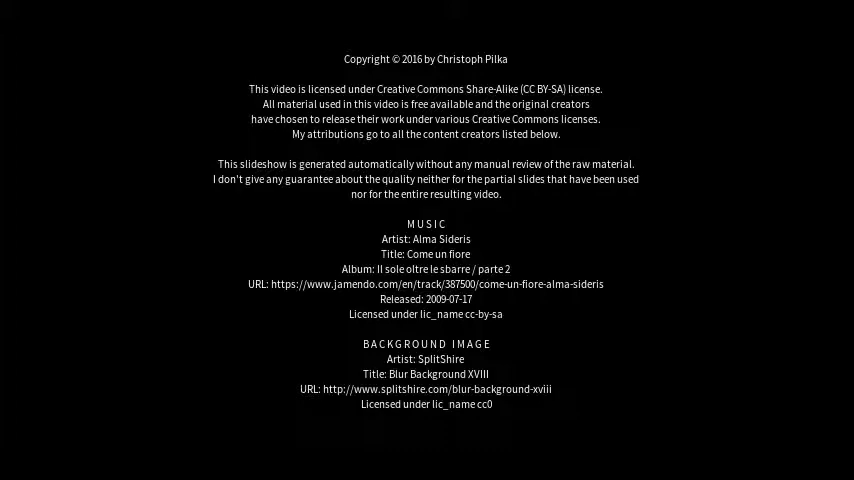 Copyright © 2016 by Christoph Pilka
This video is licensed under Creative Commons Share-Alike (CC BY-SA) license.
All material used in this video is free available and the original creators
have chosen to release their work under various Creative Commons licenses.
My attributions go to all the content creators listed below.
This slideshow is generated automatically without any manual review of the raw material.
I don't give any guarantee about the quality neither for the partial slides that have been used
nor for the entire resulting video.
MUSIC
Artist: Alma Sideris
Title: Come un fiore
Album: Il sole oltre le sbarre / parte 2
URL: https://www.jamendo.com/en/track/387500/come-un-fiore-alma-sideris
Released: 2009-07-17
Licensed under lic_name cc-by-sa
BACKGROUND IMAGE
Artist: SplitShire
Title: Blur Background XVIII
URL: http://www.splitshire.com/blur-background-xviii
Licensed under lic_name cc0